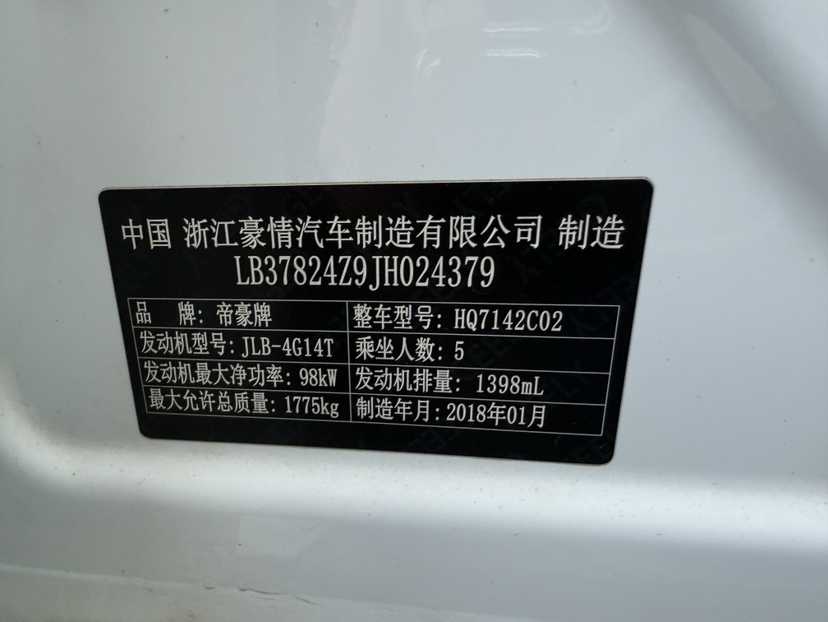 中国 浙江豪情汽车制造有限公司 制造
LB37824Z9JH024379
品 牌: 帝豪牌 整车型号: HQ7142C02
发动机型号: JLB-4G14T 乘坐人数: 5
发动机最大净功率: 98kW 发动机排量: 1398mL
最大允许总质量: 1775kg 制造年月: 2018年01月